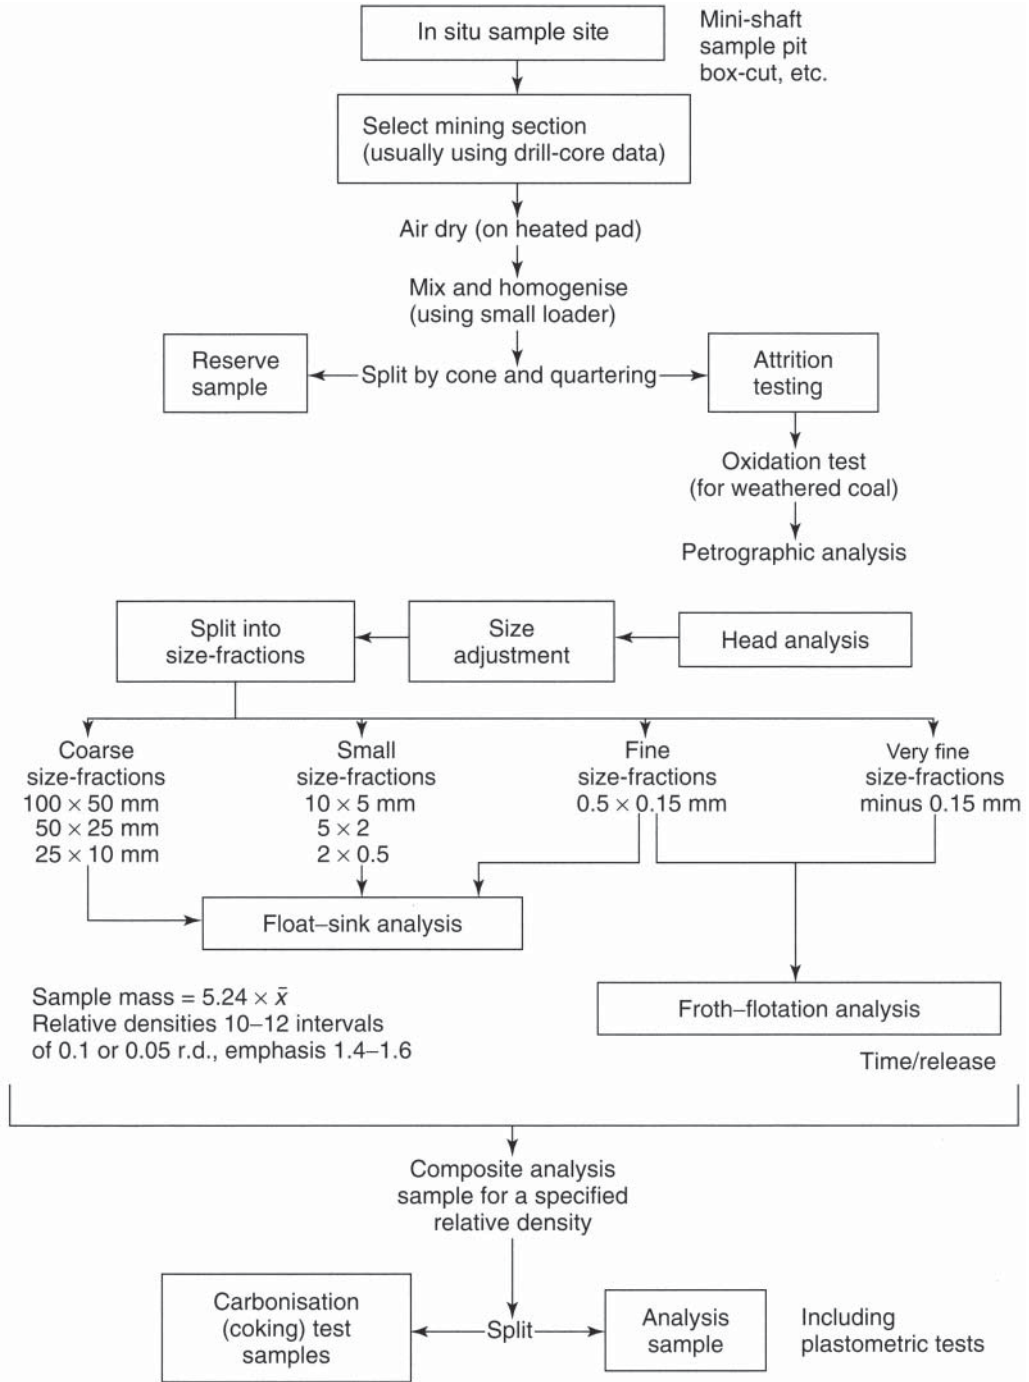 In situ sample site
Mini-shaft
sample pit
box-cut, etc.
Select mining section
(usually using drill-core data)
Air dry (on heated pad)
Mix and homogenise
(using small loader)
Reserve
sample
Split by cone and quartering
Attrition
testing
Oxidation test
(for weathered coal)
Petrographic analysis
Split into
size-fractions
Size
adjustment
Head analysis
Coarse
size-fractions
100 × 50 mm
50 × 25 mm
25 × 10 mm
Small
size-fractions
10 × 5 mm
5 × 2
2 × 0.5
Fine
size-fractions
0.5 × 0.15 mm
Very fine
size-fractions
minus 0.15 mm
Float–sink analysis
Sample mass = 5.24 × x̄
Relative densities 10–12 intervals
of 0.1 or 0.05 r.d., emphasis 1.4–1.6
Froth–flotation analysis
Time/release
Composite analysis
sample for a specified
relative density
Carbonisation
(coking) test
samples
Split
Analysis
sample
Including
plastometric tests